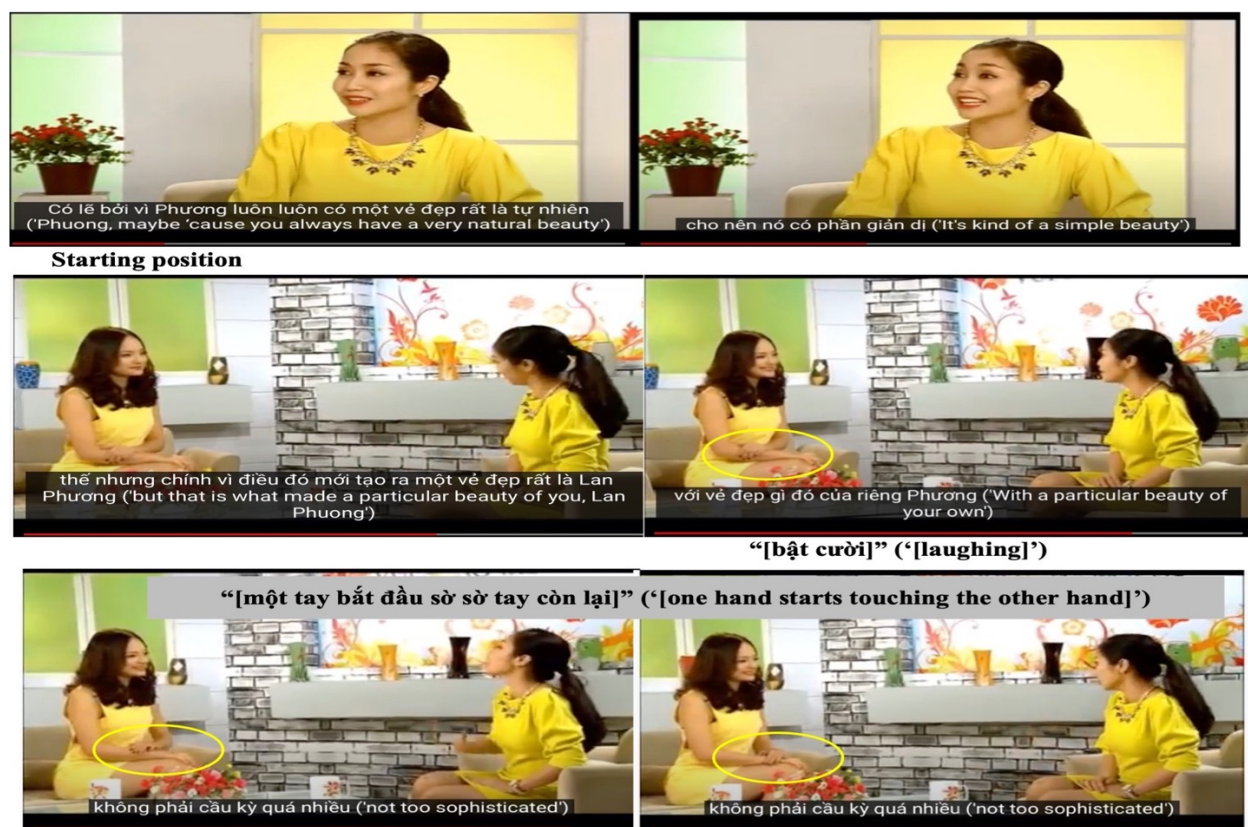 Có lẽ bởi vì Phương luôn luôn có một vẻ đẹp rất là tự nhiên
('Phuong, maybe ‘cause you always have a very natural beauty')
cho nên nó có phần giản dị ('It's kind of a simple beauty')
Starting position
thế nhưng chính vì điều đó mới tạo ra một vẻ đẹp rất là Lan
Phương ('but that is what made a particular beauty of you, Lan
Phuong')
với vẻ đẹp gì đó của riêng Phương ('With a particular beauty of
your own')
“[bật cười]” (‘[laughing]’)
“[một tay bắt đầu sờ sờ tay còn lại]” (‘[one hand starts touching the other hand]’)
không phải cầu kỳ quá nhiều ('not too sophisticated')
không phải cầu kỳ quá nhiều ('not too sophisticated')